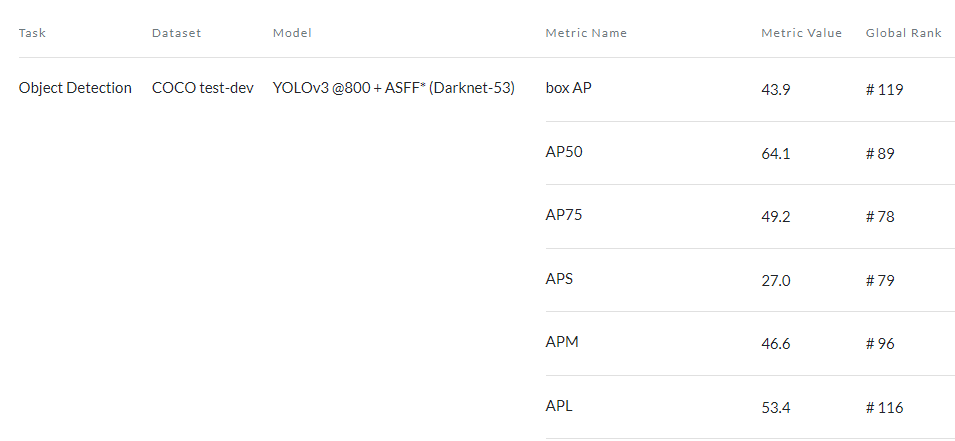 Task Dataset Model Metric Name Metric Value Global Rank
Object Detection COCO test-dev YOLOv3 @800 + ASFF* (Darknet-53) box AP 43.9 # 119
AP50 64.1 # 89
AP75 49.2 # 78
APS 27.0 # 79
APM 46.6 # 96
APL 53.4 # 116